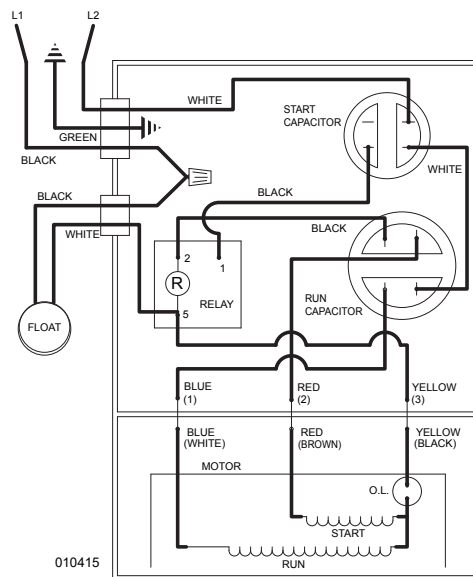 L1
L2
WHITE
GREEN
BLACK
START
CAPACITOR
WHITE
BLACK
BLACK
WHITE
BLACK
2
1
R
RELAY
5
RUN
CAPACITOR
FLOAT
BLUE
(1)
RED
(2)
YELLOW
(3)
BLUE
(WHITE)
RED
(BROWN)
YELLOW
(BLACK)
MOTOR
O.L.
START
RUN
010415